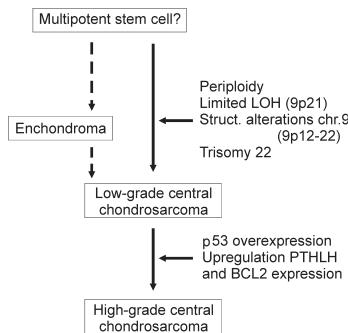 Multipotent stem cell?
Periploidy
Limited LOH (9p21)
Struct. alterations chr.9
(9p12-22)
Trisomy 22
Enchondroma
Low-grade central
chondrosarcoma
p53 overexpression
Upregulation PTHLH
and BCL2 expression
High-grade central
chondrosarcoma